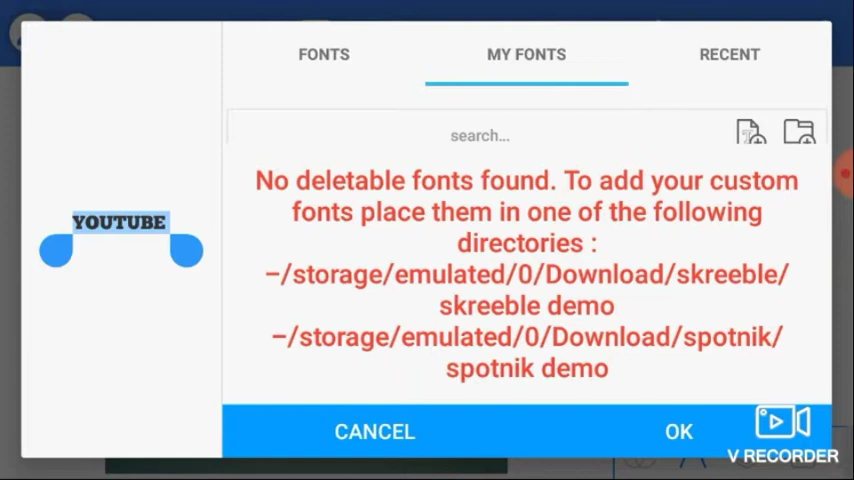 FONTS
MY FONTS
RECENT
search...
YOUTUBE
No deletable fonts found. To add your custom
fonts place them in one of the following
directories :
–/storage/emulated/0/Download/skreeble/
skreeble demo
–/storage/emulated/0/Download/spotnik/
spotnik demo
CANCEL
OK
V RECORDER